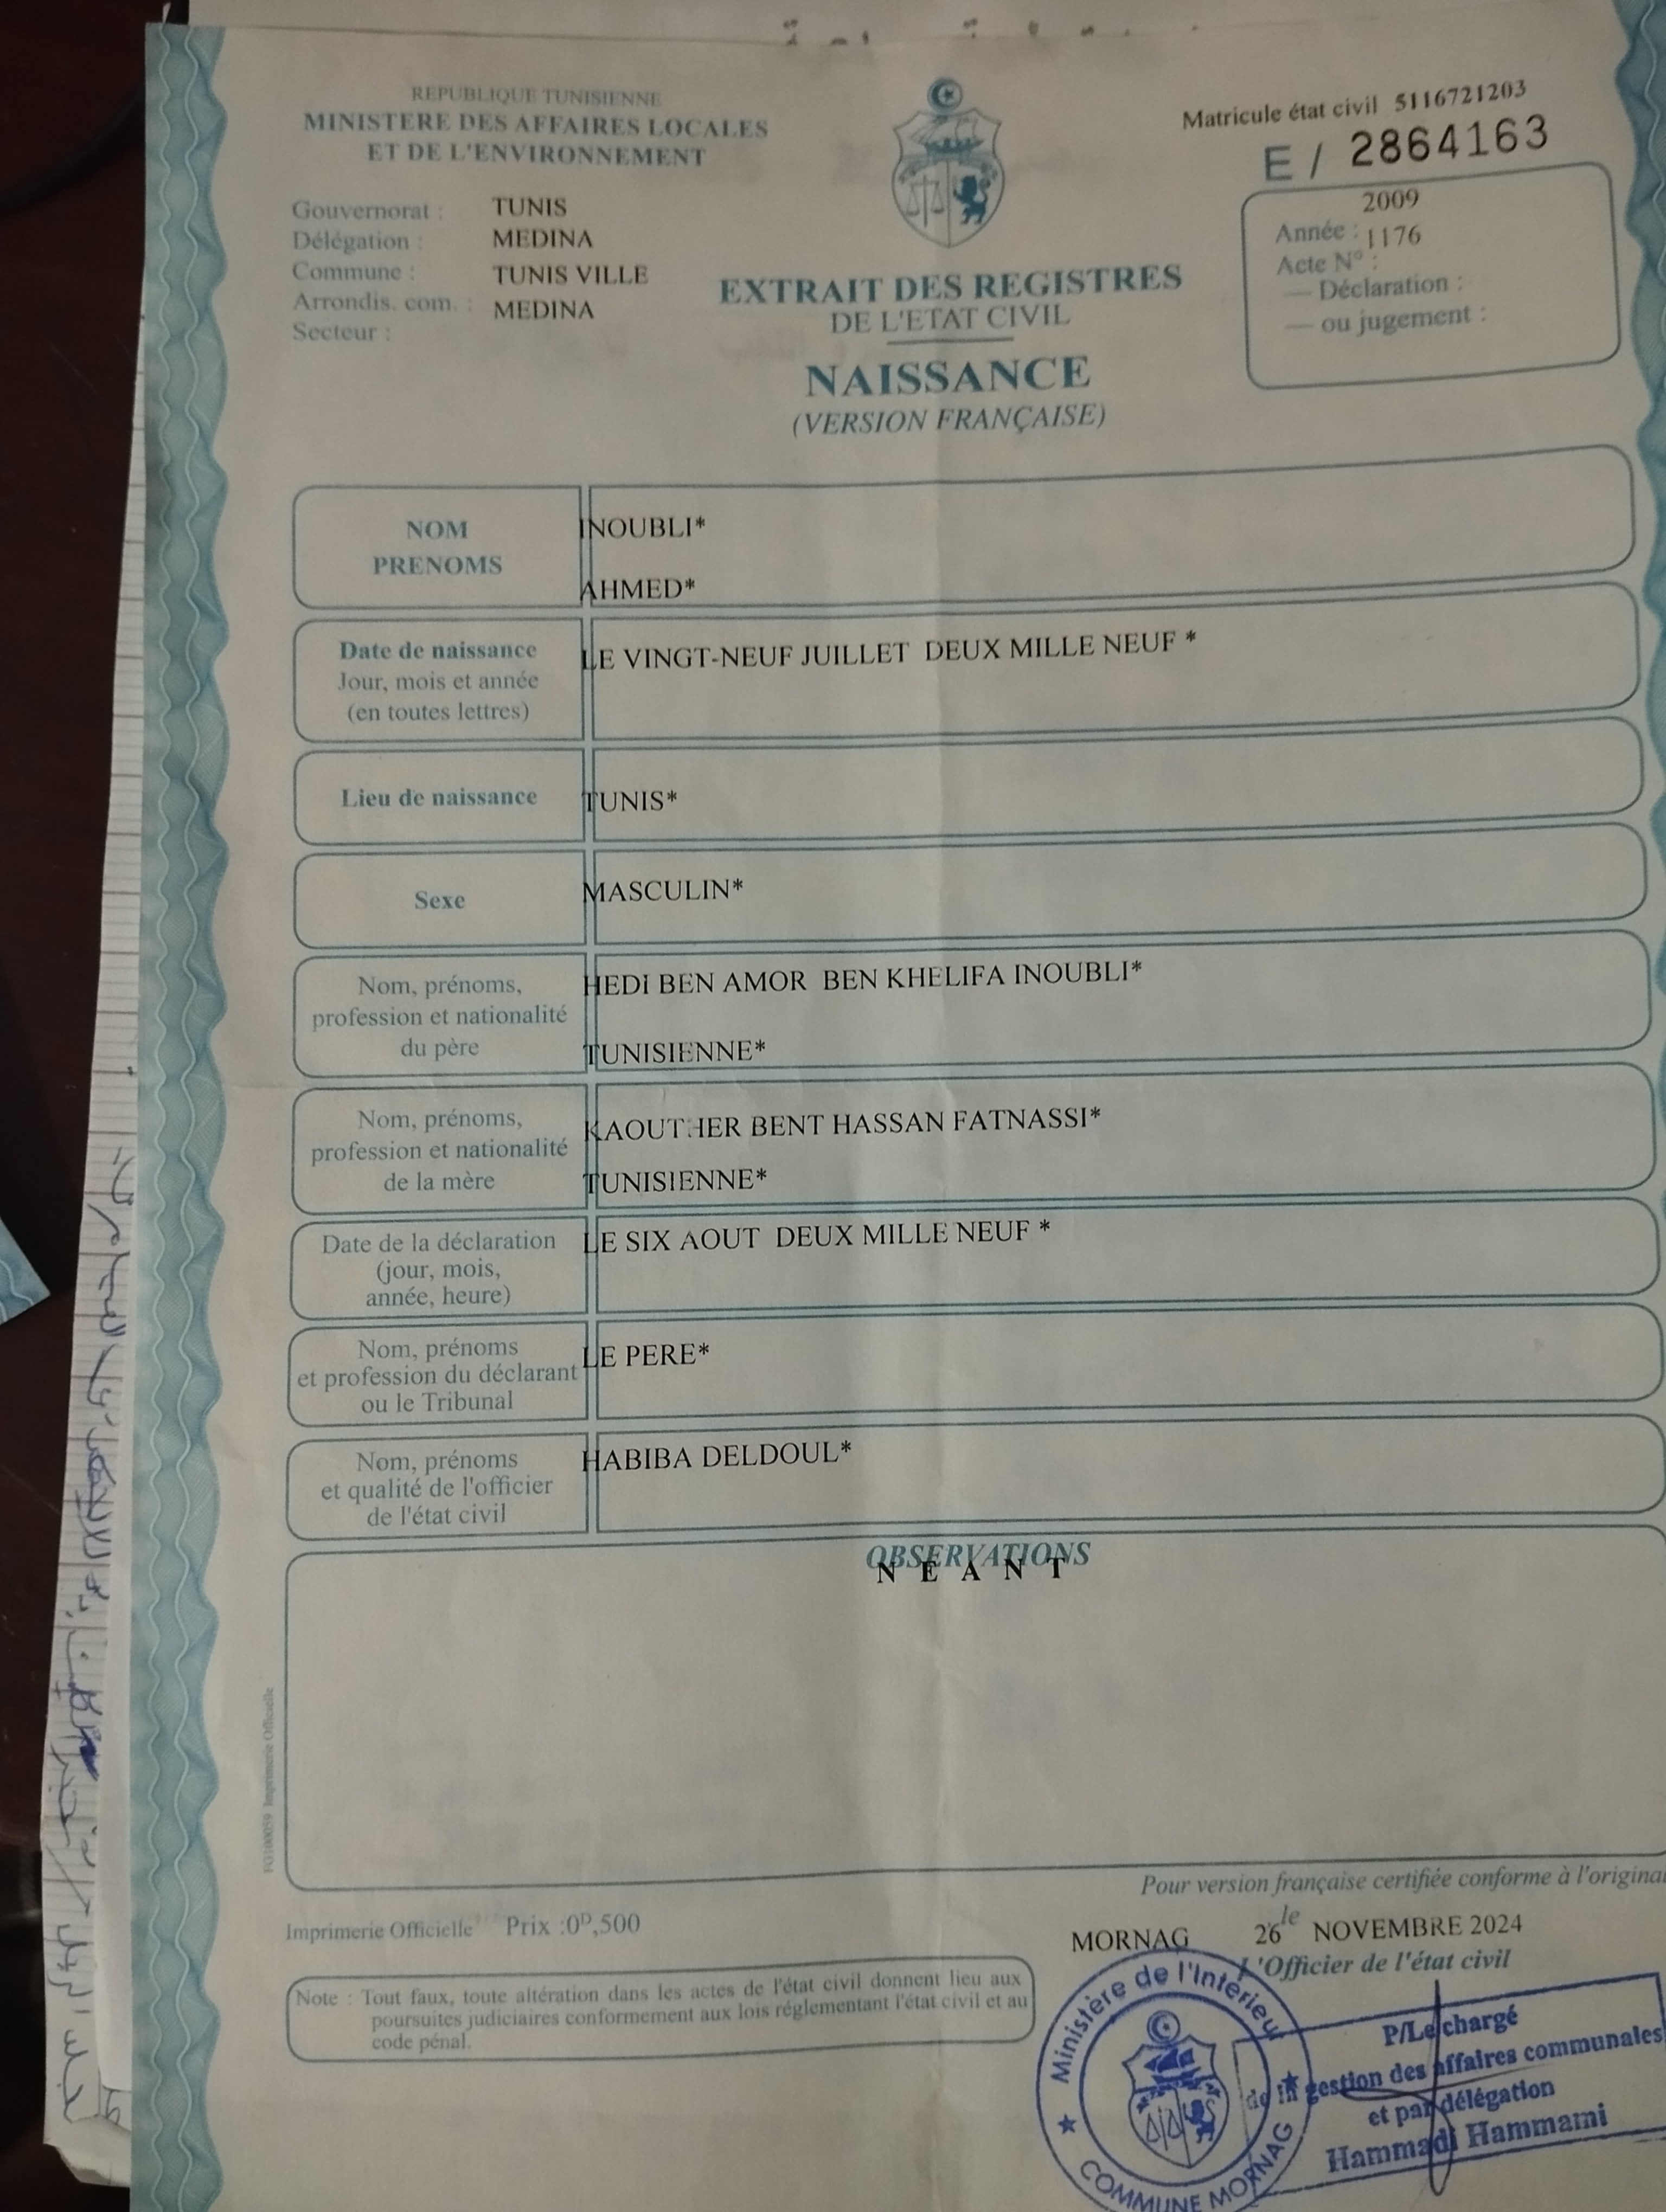 REPUBLIQUE TUNISIENNE
MINISTERE DES AFFAIRES LOCALES
ET DE L'ENVIRONNEMENT
Gouvernorat : TUNIS
Délégation : MEDINA
Commune : TUNIS VILLE
Arrondis. com. : MEDINA
Secteur :
Matricule état civil 5116721203
E / 2864163
2009
Année :
1176
Acte N° :
— Déclaration :
— ou jugement :
EXTRAIT DES REGISTRES
DE L'ETAT CIVIL
NAISSANCE
(VERSION FRANÇAISE)
NOM
PRENOMS
INOUBLI*
AHMED*
Date de naissance
Jour, mois et année
(en toutes lettres)
LE VINGT-NEUF JUILLET DEUX MILLE NEUF *
Lieu de naissance
TUNIS*
Sexe
MASCULIN*
Nom, prénoms,
profession et nationalité
du père
HEDI BEN AMOR BEN KHELIFA INOUBLI*
TUNISIENNE*
Nom, prénoms,
profession et nationalité
de la mère
KAOUTHER BENT HASSAN FATNASSI*
TUNISIENNE*
Date de la déclaration
(jour, mois,
année, heure)
LE SIX AOUT DEUX MILLE NEUF *
Nom, prénoms
et profession du déclarant
ou le Tribunal
LE PERE*
Nom, prénoms
et qualité de l'officier
de l'état civil
HABIBA DELDOUL*
OBSERVATIONS
N E A N T
FG100059 Imprimerie Officielle
Pour version française certifiée conforme à l'original
Imprimerie Officielle Prix :0ᴰ,500
MORNAG 26 le NOVEMBRE 2024
L'Officier de l'état civil
Note : Tout faux, toute altération dans les actes de l'état civil donnent lieu aux
poursuites judiciaires conformement aux lois réglementant l'état civil et au
code pénal.
Ministère de l'Intérieur
COMMUNE MORNAG
P/Le chargé
de la gestion des affaires communales
et par délégation
Hammadi Hammami